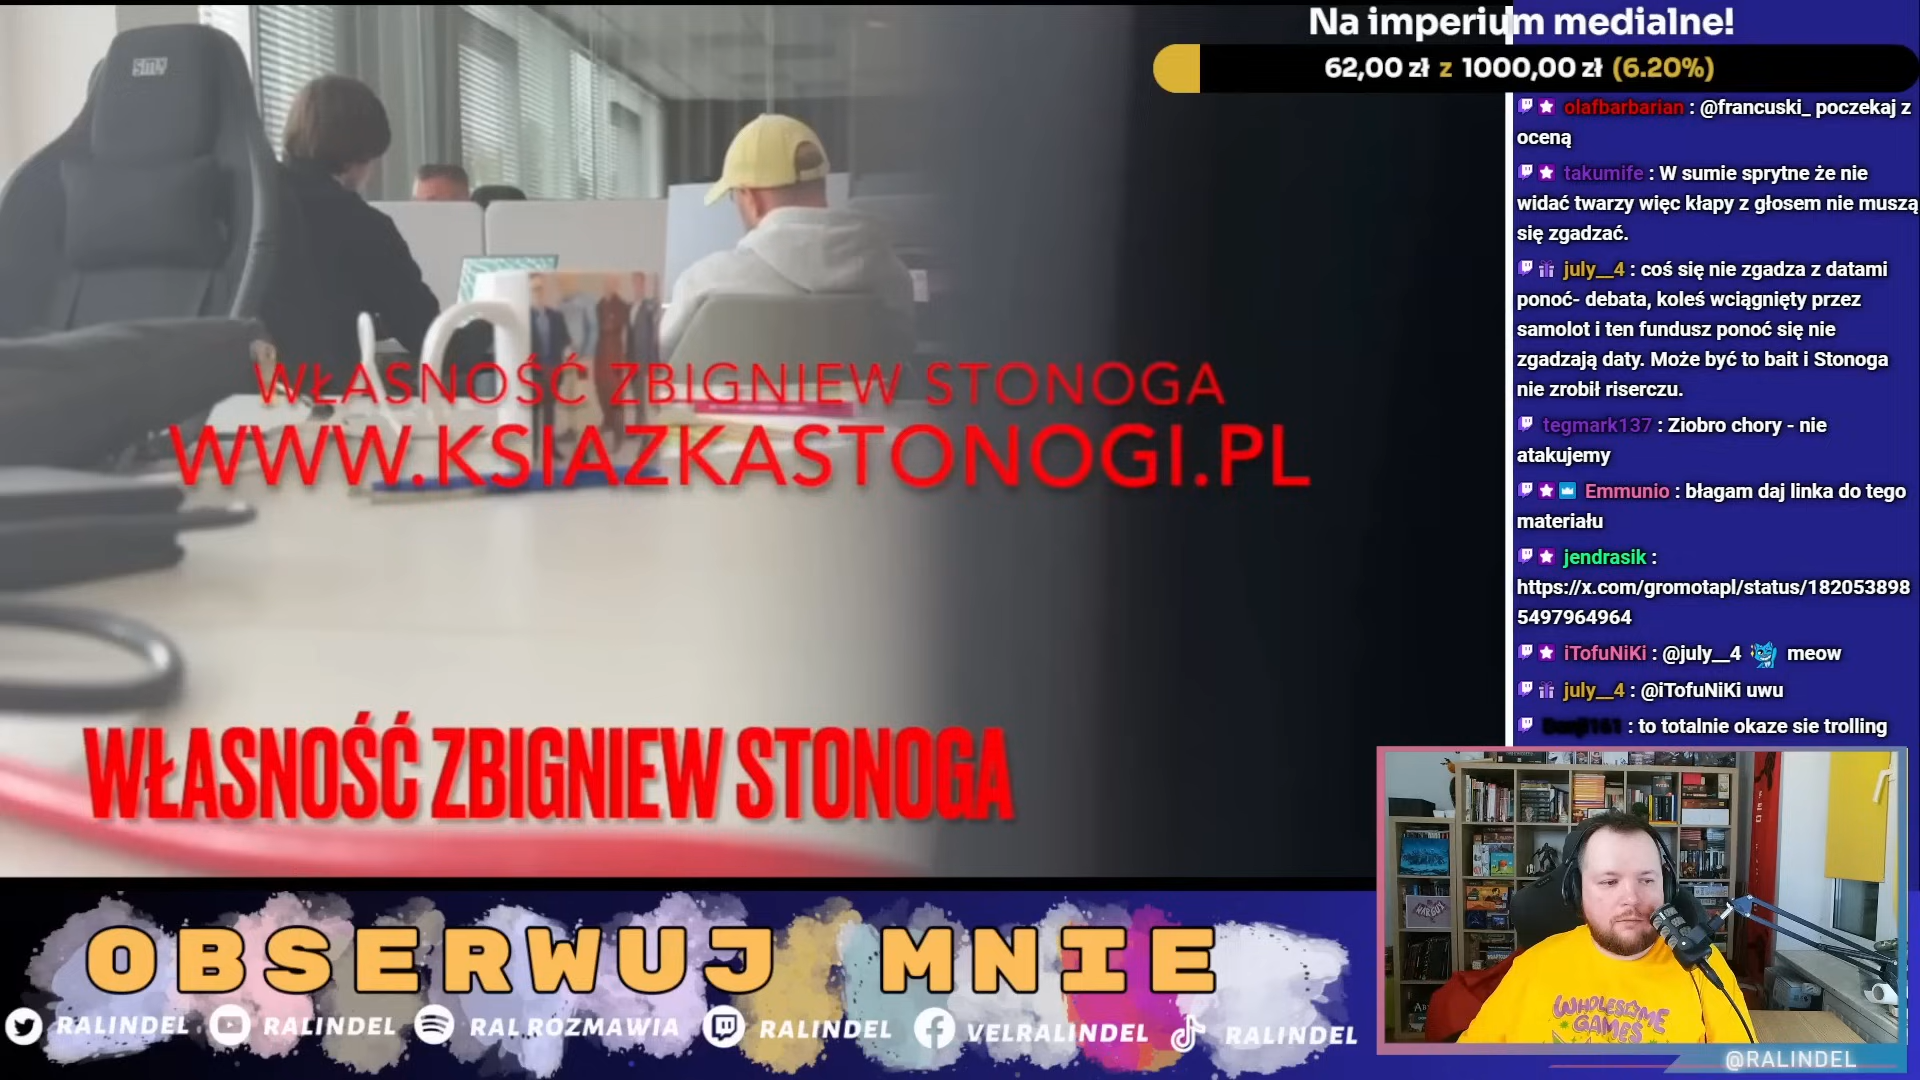 Na imperium medialne!
62,00 zł z 1000,00 zł (6.20%)
olafbarbarian : @francuski_ poczekaj z
oceną
takumife : W sumie sprytne że nie
widać twarzy więc kłapy z głosem nie muszą
się zgadzać.
july__4 : coś się nie zgadza z datami
ponoć- debata, koleś wciągnięty przez
samolot i ten fundusz ponoć się nie
zgadzają daty. Może być to bait i Stonoga
nie zrobił riserczu.
tegmark137 : Ziobro chory - nie
atakujemy
Emmunio : błagam daj linka do tego
materiału
jendrasik :
https://x.com/gromotapl/status/182053898
5497964964
iTofuNiKi : @july__4 meow
july__4 : @iTofuNiKi uwu
: to totalnie okaze sie trolling
WŁASNOŚĆ ZBIGNIEW STONOGA
WWW.KSIAZKASTONOGI.PL
WŁASNOŚĆ ZBIGNIEW STONOGA
OBSERWUJ MNIE
RALINDEL RALINDEL RAL ROZMAWIA RALINDEL VELRALINDEL RALINDEL
WHOLESOME
GAMES
@RALINDEL